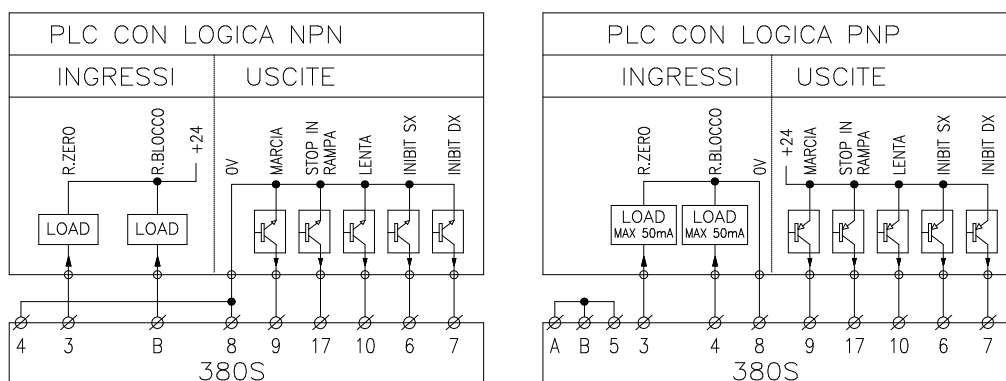 PLC CON LOGICA NPN
INGRESSI
USCITE
R.ZERO
R.BLOCCO
+24
0V
MARCIA
STOP IN
RAMPA
LENTA
INIBIT SX
INIBIT DX
LOAD
LOAD
4
3
B
8
9
17
10
6
7
380S
PLC CON LOGICA PNP
INGRESSI
USCITE
R.ZERO
R.BLOCCO
0V
+24
MARCIA
STOP IN
RAMPA
LENTA
INIBIT SX
INIBIT DX
LOAD
MAX 50mA
LOAD
MAX 50mA
A
B
5
3
4
8
9
17
10
6
7
380S